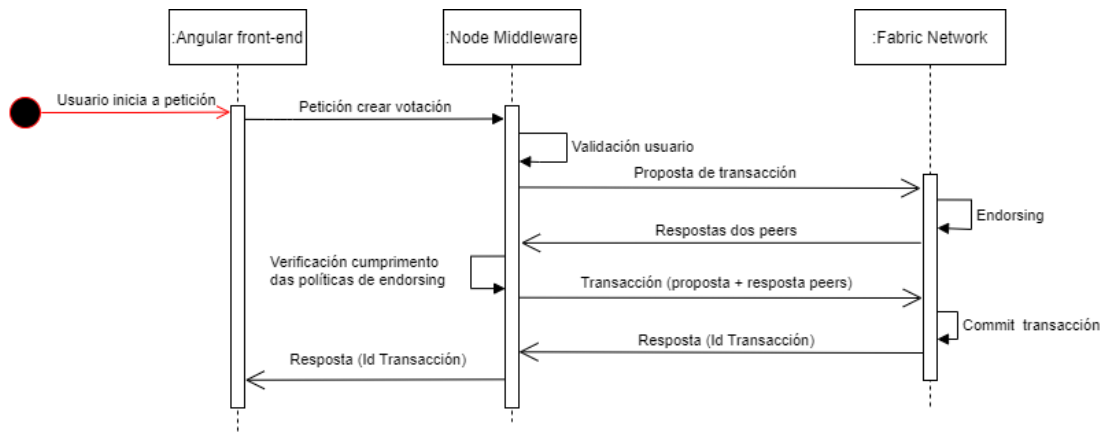 :Angular front-end
:Node Middleware
:Fabric Network
Usuario inicia a petición
Petición crear votación
Validación usuario
Proposta de transacción
Endorsing
Respostas dos peers
Verificación cumprimento
das políticas de endorsing
Transacción (proposta + resposta peers)
Commit transacción
Resposta (Id Transacción)
Resposta (Id Transacción)